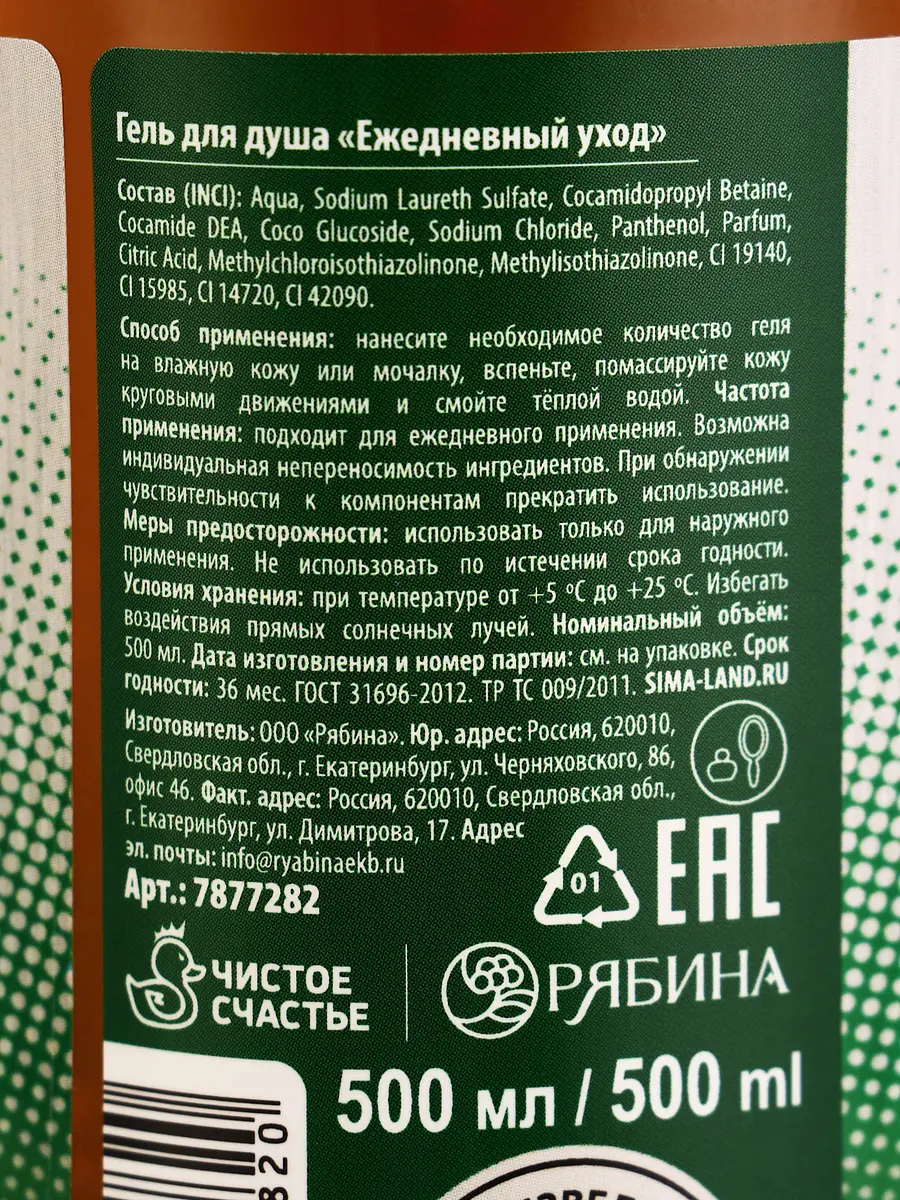 Гель для душа «Ежедневный уход»
Состав (INCI): Aqua, Sodium Laureth Sulfate, Cocamidopropyl Betaine,
Cocamide DEA, Coco Glucoside, Sodium Chloride, Panthenol, Parfum,
Citric Acid, Methylchloroisothiazolinone, Methylisothiazolinone, CI 19140,
CI 15985, CI 14720, CI 42090.
Способ применения: нанесите необходимое количество геля
на влажную кожу или мочалку, вспеньте, помассируйте кожу
круговыми движениями и смойте тёплой водой. Частота
применения: подходит для ежедневного применения. Возможна
индивидуальная непереносимость ингредиентов. При обнаружении
чувствительности к компонентам прекратить использование.
Меры предосторожности: использовать только для наружного
применения. Не использовать по истечении срока годности.
Условия хранения: при температуре от +5 ºС до +25 ºС. Избегать
воздействия прямых солнечных лучей. Номинальный объём:
500 мл. Дата изготовления и номер партии: см. на упаковке. Срок
годности: 36 мес. ГОСТ 31696-2012. ТР ТС 009/2011. SIMA-LAND.RU
Изготовитель: ООО «Рябина». Юр. адрес: Россия, 620010,
Свердловская обл., г. Екатеринбург, ул. Черняховского, 86,
офис 46. Факт. адрес: Россия, 620010, Свердловская обл.,
г. Екатеринбург, ул. Димитрова, 17. Адрес
эл. почты: info@ryabinaekb.ru
Арт.: 7877282
01
EAC
ЧИСТОЕ
СЧАСТЬЕ
РЯБИНА
500 мл / 500 ml
820